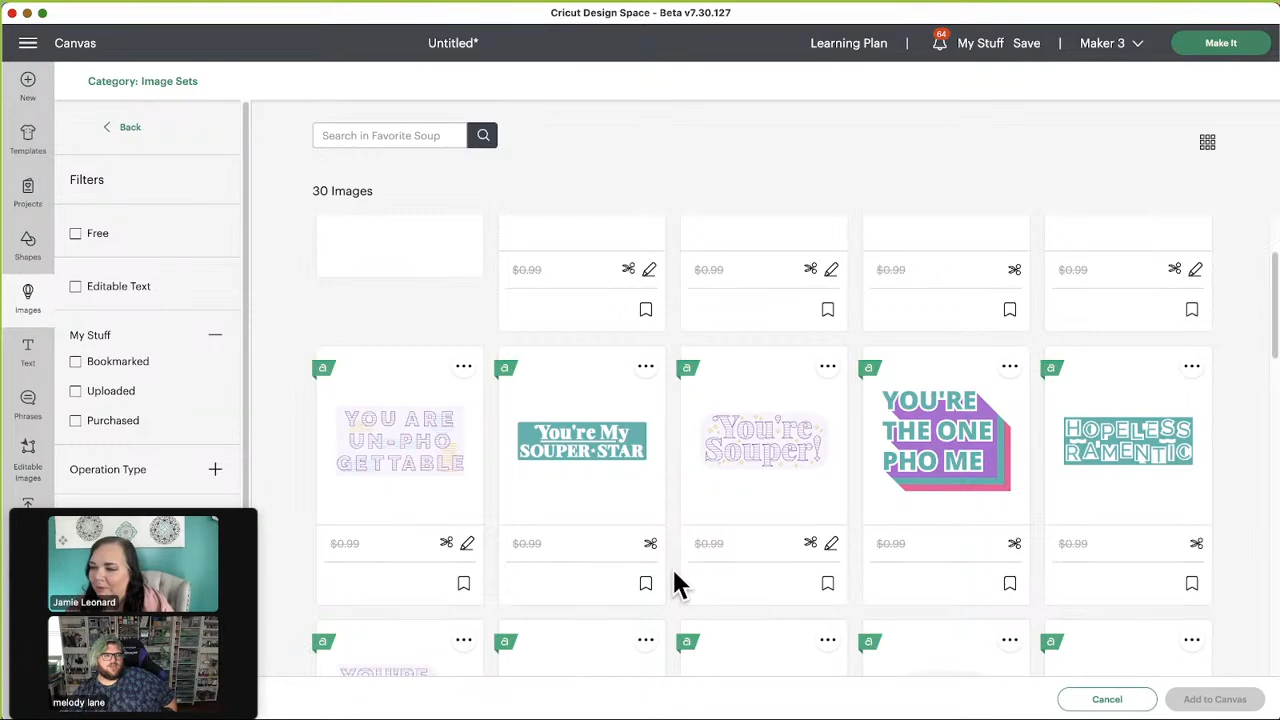 Cricut Design Space - Beta v7.30.127
Canvas
Untitled*
Learning Plan
|
64
My Stuff
Save
|
Maker 3
Make It
New
Templates
Projects
Shapes
Images
Text
Phrases
Editable
Images
Category: Image Sets
Back
Filters
Free
Editable Text
My Stuff
Bookmarked
Uploaded
Purchased
Operation Type
Search in Favorite Soup
30 Images
$0.99
$0.99
$0.99
$0.99
a
a
a
a
a
YOU ARE
UN-PHO
GETTABLE
You're My
SOUPER·STAR
You're
Souper!
YOU'RE
THE ONE
PHO ME
HOPELESS
RAMENTIC
$0.99
$0.99
$0.99
$0.99
$0.99
a
a
a
a
a
YOU'RE
Jamie Leonard
melody lane
Cancel
Add to Canvas